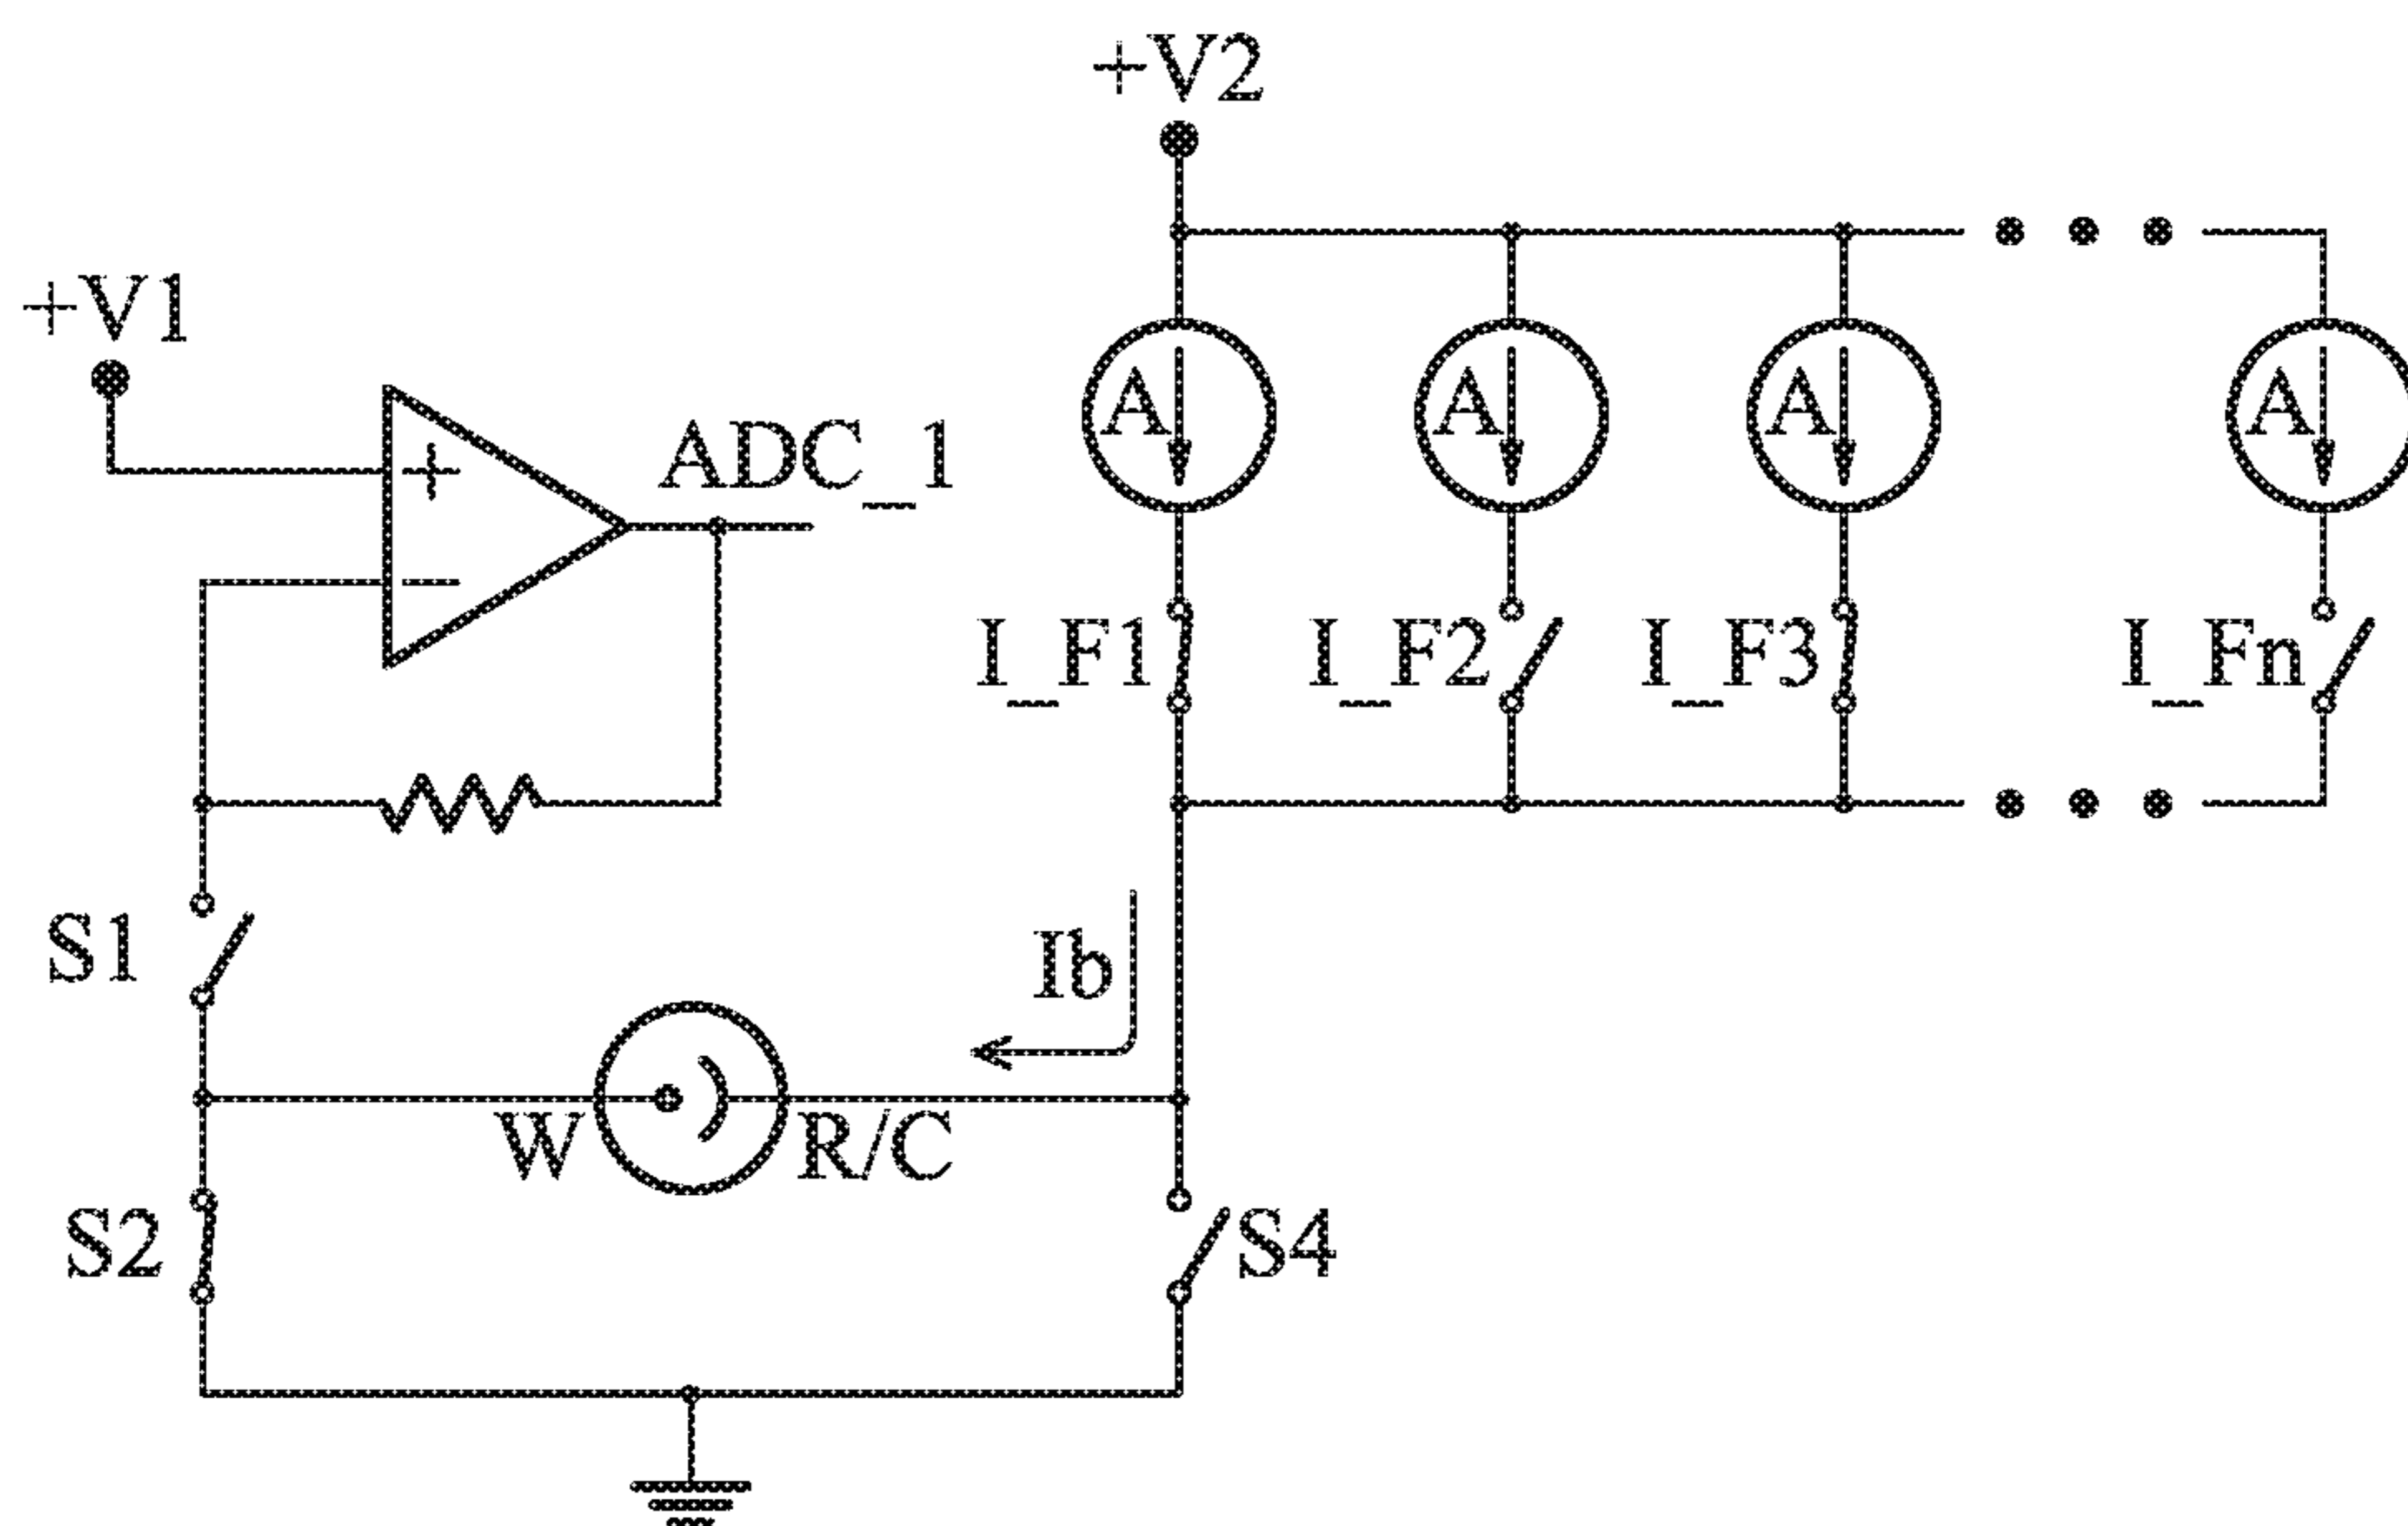 +V2
+V1
ADC_1
A
A
A
A
I_F1
I_F2
I_F3
I_Fn
S1
Ib
W
R/C
S2
S4